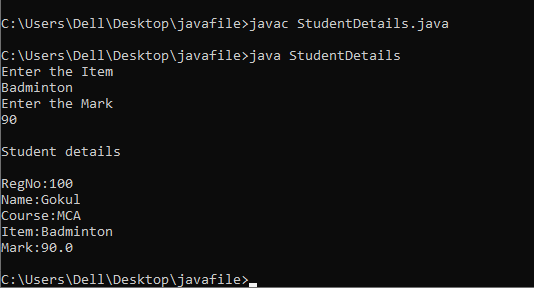 C:\Users\Dell\Desktop\javafile>javac StudentDetails.java
C:\Users\Dell\Desktop\javafile>java StudentDetails
Enter the Item
Badminton
Enter the Mark
90
Student details
RegNo:100
Name:Gokul
Course:MCA
Item:Badminton
Mark:90.0
C:\Users\Dell\Desktop\javafile>